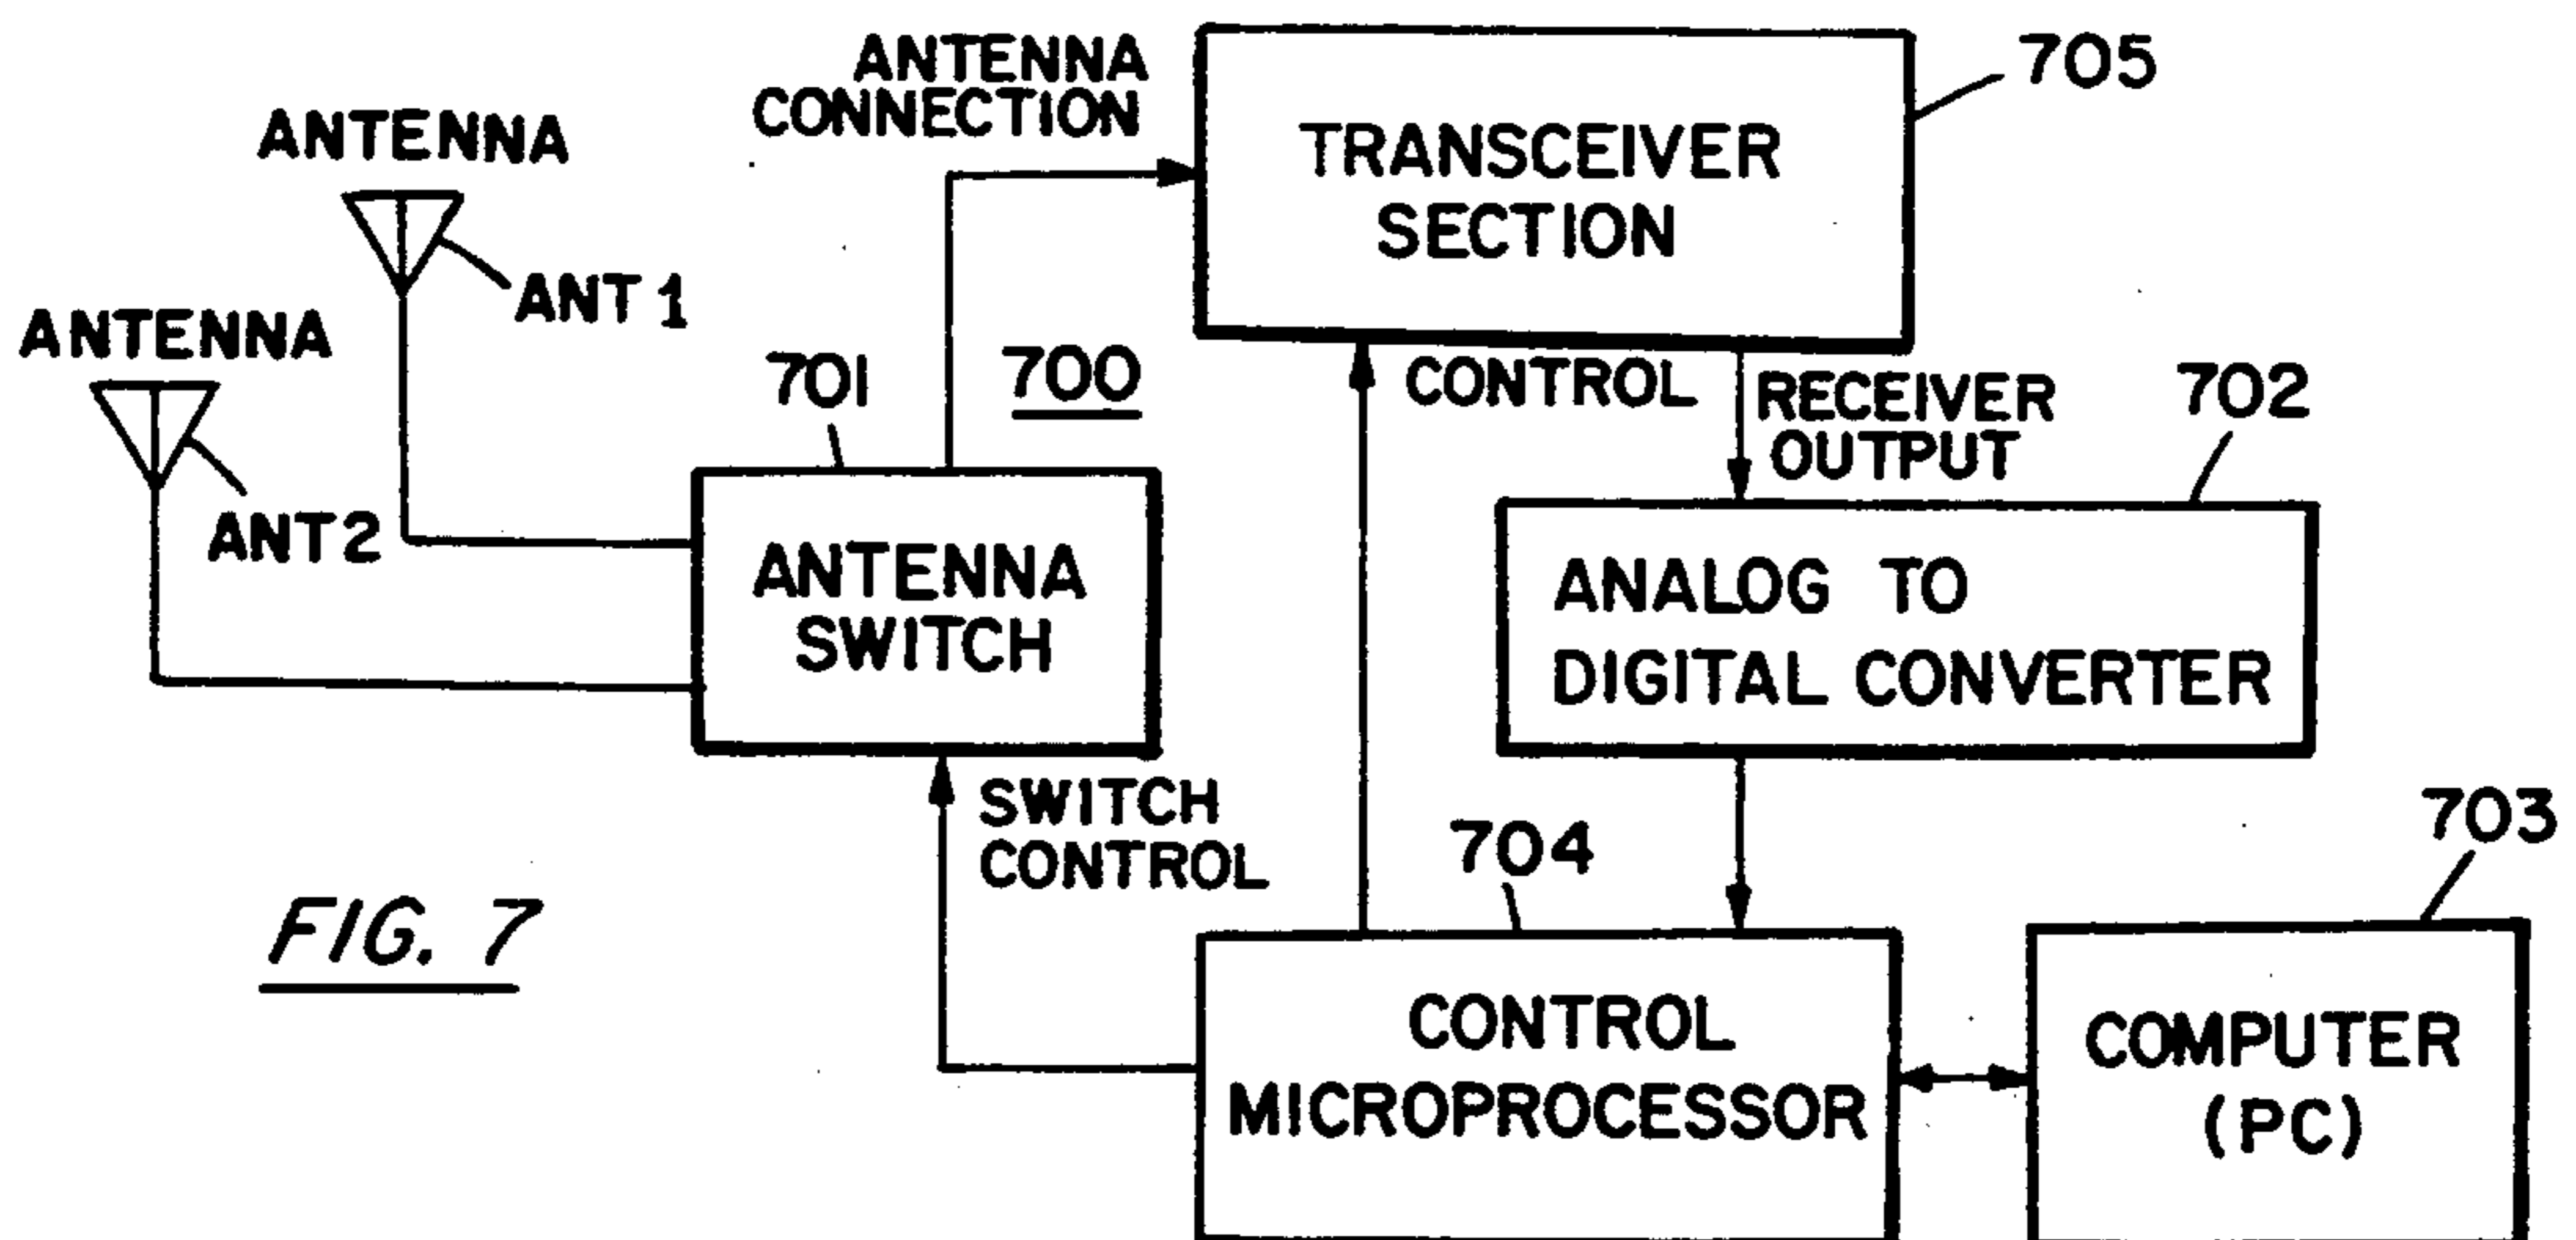 ANTENNA
CONNECTION
705
TRANSCEIVER
SECTION
ANTENNA
ANT 1
ANTENNA
ANT 2
701
700
CONTROL
RECEIVER
OUTPUT
702
ANTENNA
SWITCH
ANALOG TO
DIGITAL CONVERTER
SWITCH
CONTROL
704
703
FIG. 7
CONTROL
MICROPROCESSOR
COMPUTER
(PC)